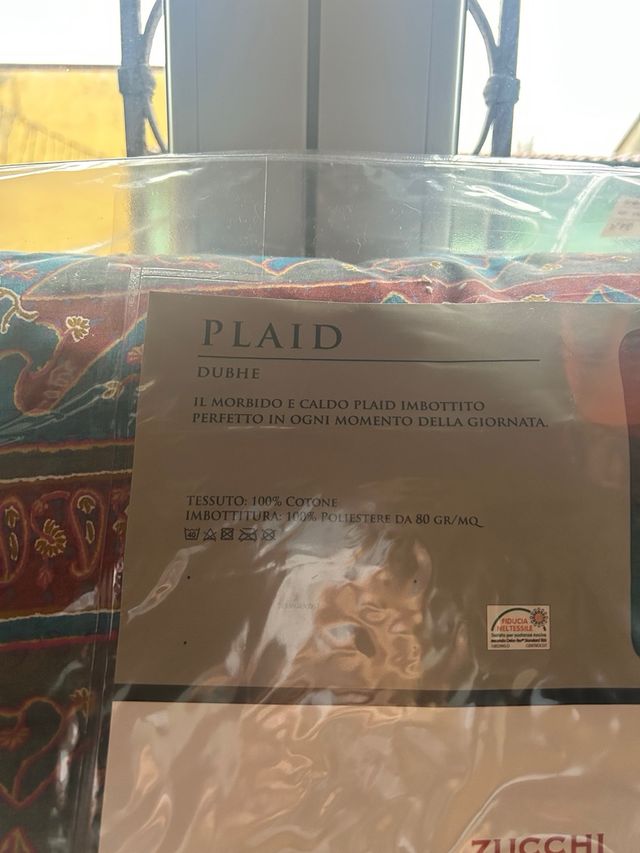 PLAID
DUBHE
IL MORBIDO E CALDO PLAID IMBOTTITO
PERFETTO IN OGNI MOMENTO DELLA GIORNATA.
TESSUTO: 100% COTONE
IMBOTTITURA: 100% POLIESTERE DA 80 GR/MQ
40
FIDUCIA
NEL TESSILE
ZUCCHI